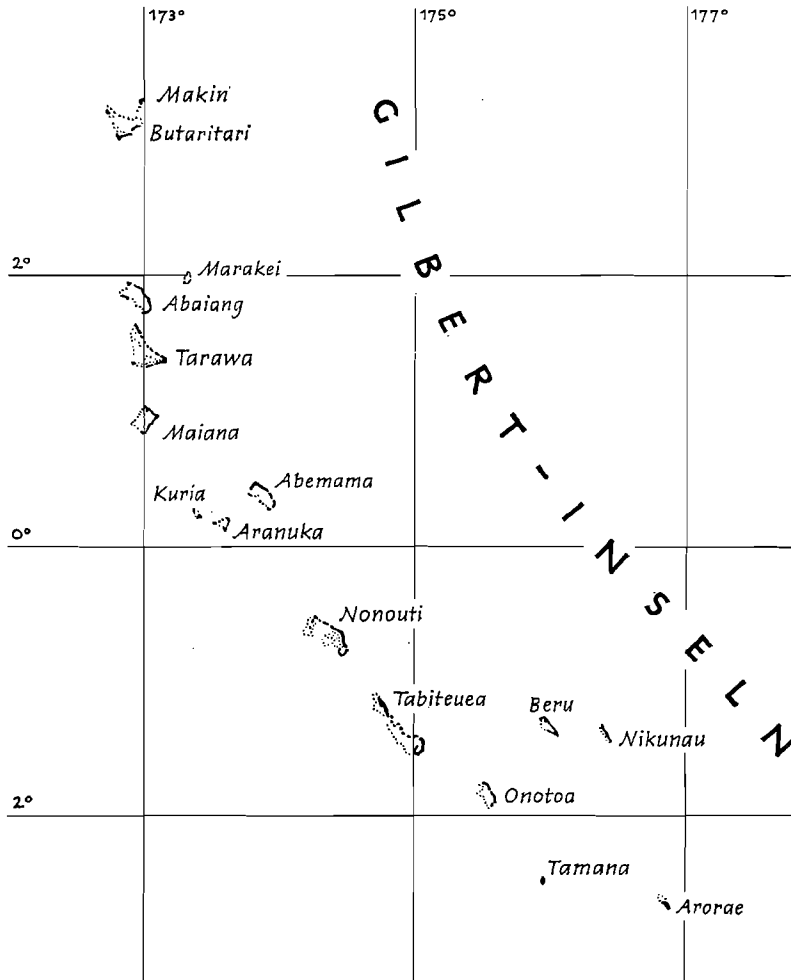 173°
175°
177°
Makin
Butaritari
2°
Marakei
Abaiang
Tarawa
Maiana
Kuria
Abemama
Aranuka
0°
Nonouti
Tabiteuea
Beru
Nikunau
Onotoa
2°
Tamana
Arorae
GILBERT-INSELN